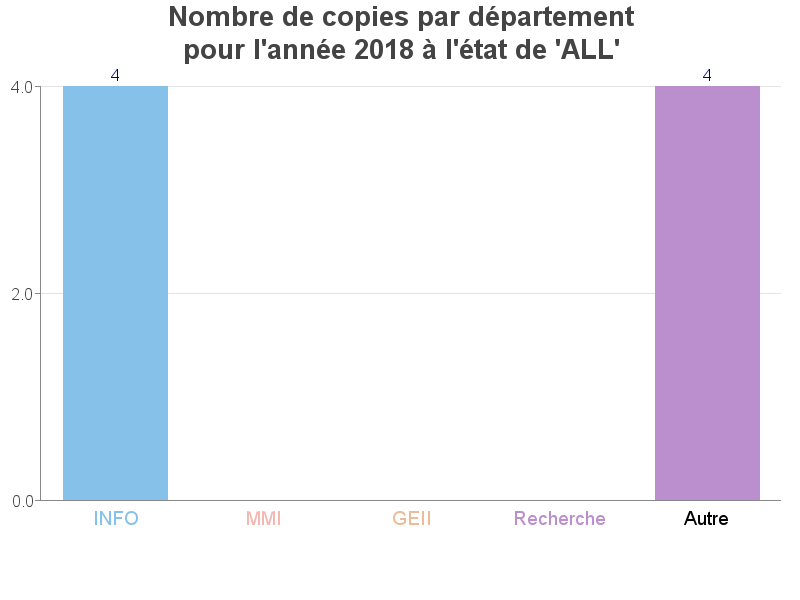 Nombre de copies par département
pour l'année 2018 à l'état de 'ALL'
4 4
4.0
2.0
0.0
INFO MMI GEII Recherche Autre